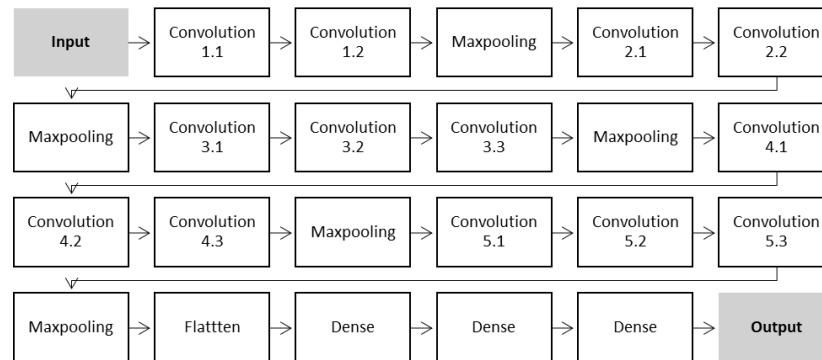 Input
Convolution
1.1
Convolution
1.2
Maxpooling
Convolution
2.1
Convolution
2.2
Maxpooling
Convolution
3.1
Convolution
3.2
Convolution
3.3
Maxpooling
Convolution
4.1
Convolution
4.2
Convolution
4.3
Maxpooling
Convolution
5.1
Convolution
5.2
Convolution
5.3
Maxpooling
Flattten
Dense
Dense
Dense
Output